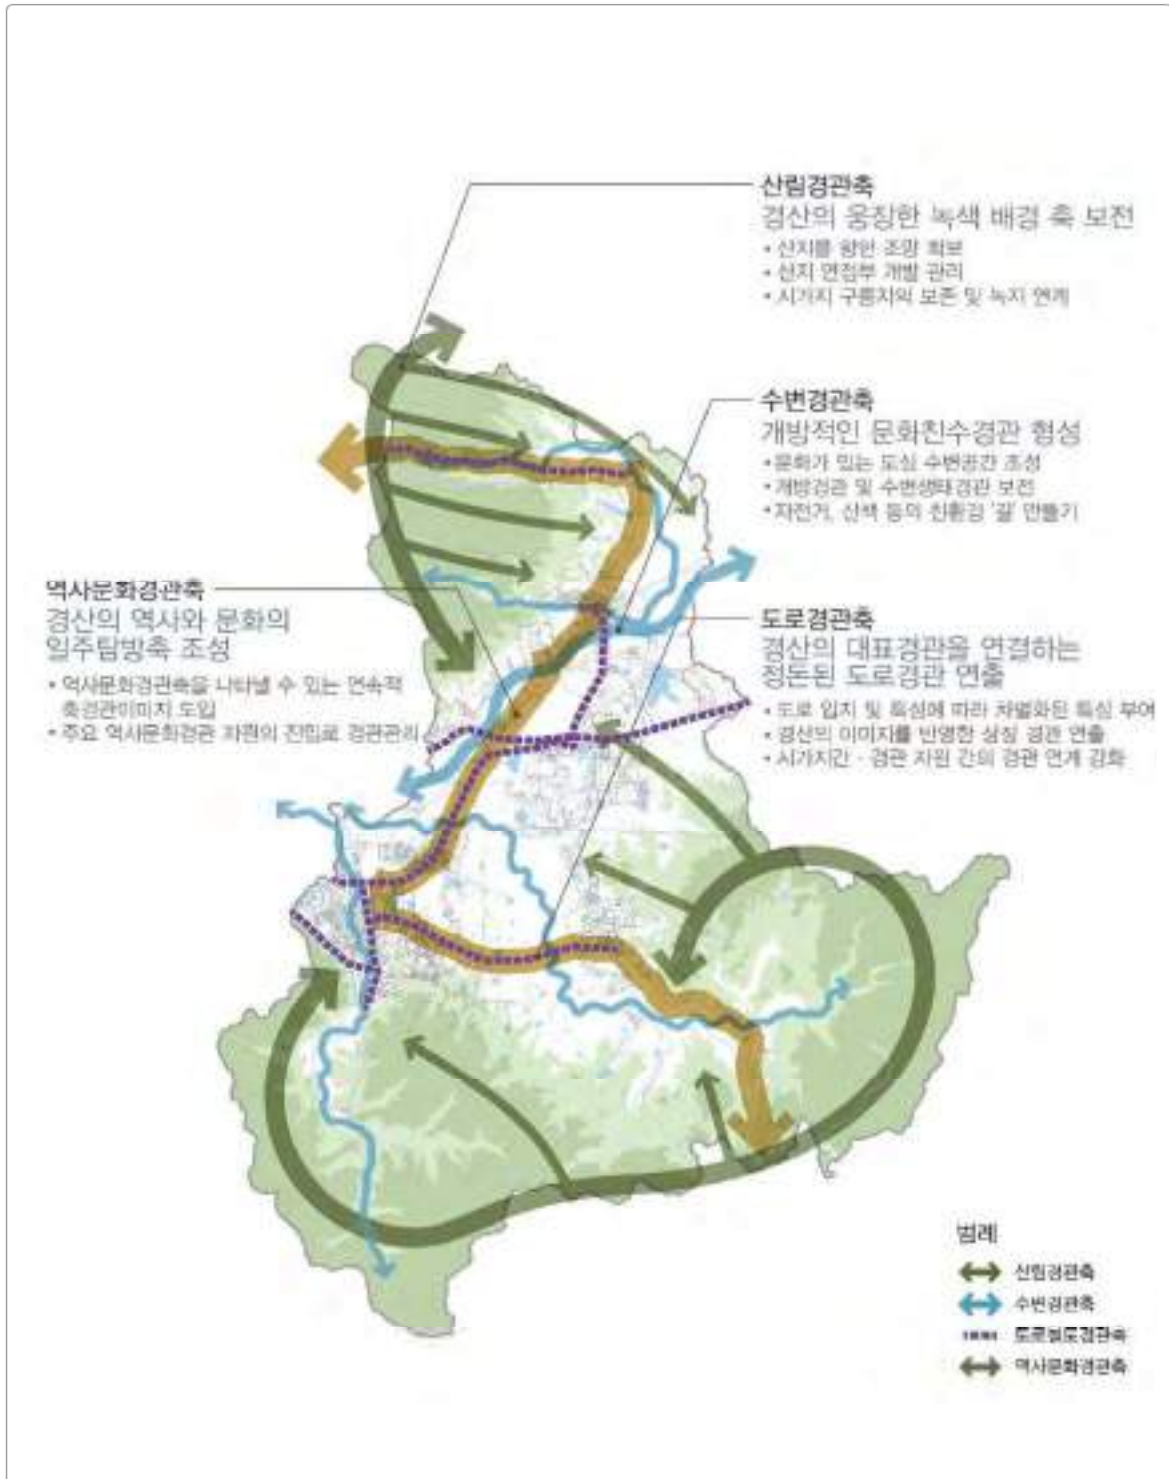 산림경관축
경산의 웅장한 녹색 배경 축 보전
• 산지를 향한 조망 확보
• 산지 연접부 개발 관리
• 시가지 구릉지의 보존 및 녹지 연계
수변경관축
개방적인 문화친수경관 형성
• 문화가 있는 도심 수변공간 조성
• 개방경관 및 수변생태경관 보전
• 자전거, 산책 등의 친환경 '길' 만들기
역사문화경관축
경산의 역사와 문화의
일주탐방축 조성
• 역사문화경관축을 나타낼 수 있는 연속적
축경관이미지 도입
• 주요 역사문화경관 자원의 진입로 경관관리
도로경관축
경산의 대표경관을 연결하는
정돈된 도로경관 연출
• 도로 입지 및 특성에 따라 차별화된 특성 부여
• 경산의 이미지를 반영한 상징 경관 연출
• 시가지간 · 경관 자원 간의 경관 연계 강화
범례
산림경관축
수변경관축
도로철도경관축
역사문화경관축